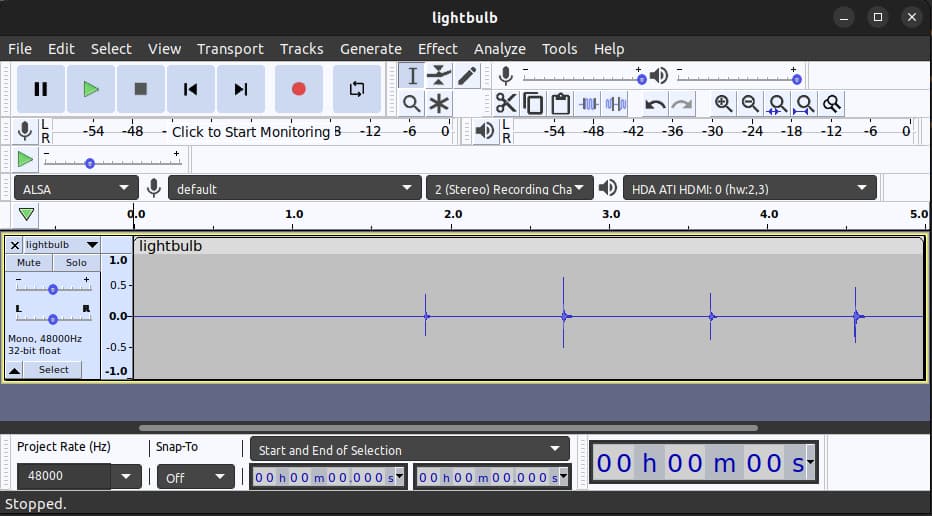 lightbulb
File Edit Select View Transport Tracks Generate Effect Analyze Tools Help
- + - +
L R -54 -48 - Click to Start Monitoring 8 -12 -6 0 L R -54 -48 -42 -36 -30 -24 -18 -12 -6 0
- +
ALSA default 2 (Stereo) Recording Cha HDA ATI HDMI: 0 (hw:2,3)
0.0 1.0 2.0 3.0 4.0 5.0
lightbulb lightbulb
Mute Solo 1.0
- + 0.5
L R 0.0
Mono, 48000Hz
32-bit float -0.5
Select -1.0
Project Rate (Hz) Snap-To Start and End of Selection
48000 Off 00 h 00 m 00.000 s 00 h 00 m 00.000 s 00 h 00 m 00 s
Stopped.